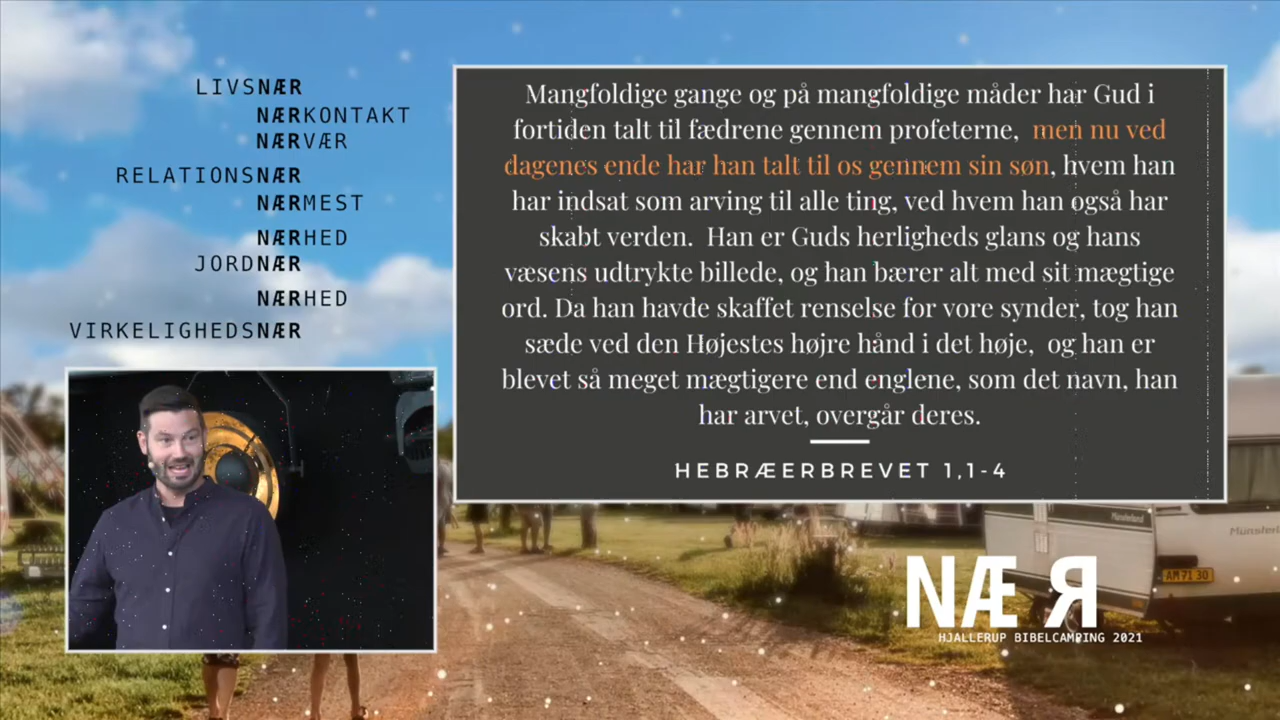 LIVSNÆR
NÆRKONTAKT
NÆRVÆR
RELATIONSNÆR
NÆRMEST
NÆRHED
JORDNÆR
NÆRHED
VIRKELIGHEDSNÆR
Mangfoldige gange og på mangfoldige måder har Gud i
fortiden talt til fædrene gennem profeterne, men nu ved
dagenes ende har han talt til os gennem sin søn, hvem han
har indsat som arving til alle ting, ved hvem han også har
skabt verden. Han er Guds herligheds glans og hans
væsens udtrykte billede, og han bærer alt med sit mægtige
ord. Da han havde skaffet renselse for vore synder, tog han
sæde ved den Højestes højre hånd i det høje, og han er
blevet så meget mægtigere end englene, som det navn, han
har arvet, overgår deres.
HEBRÆERBREVET 1,1-4
Münsterland
AM 71 30
NÆR
HJALLERUP BIBELCAMPING 2021